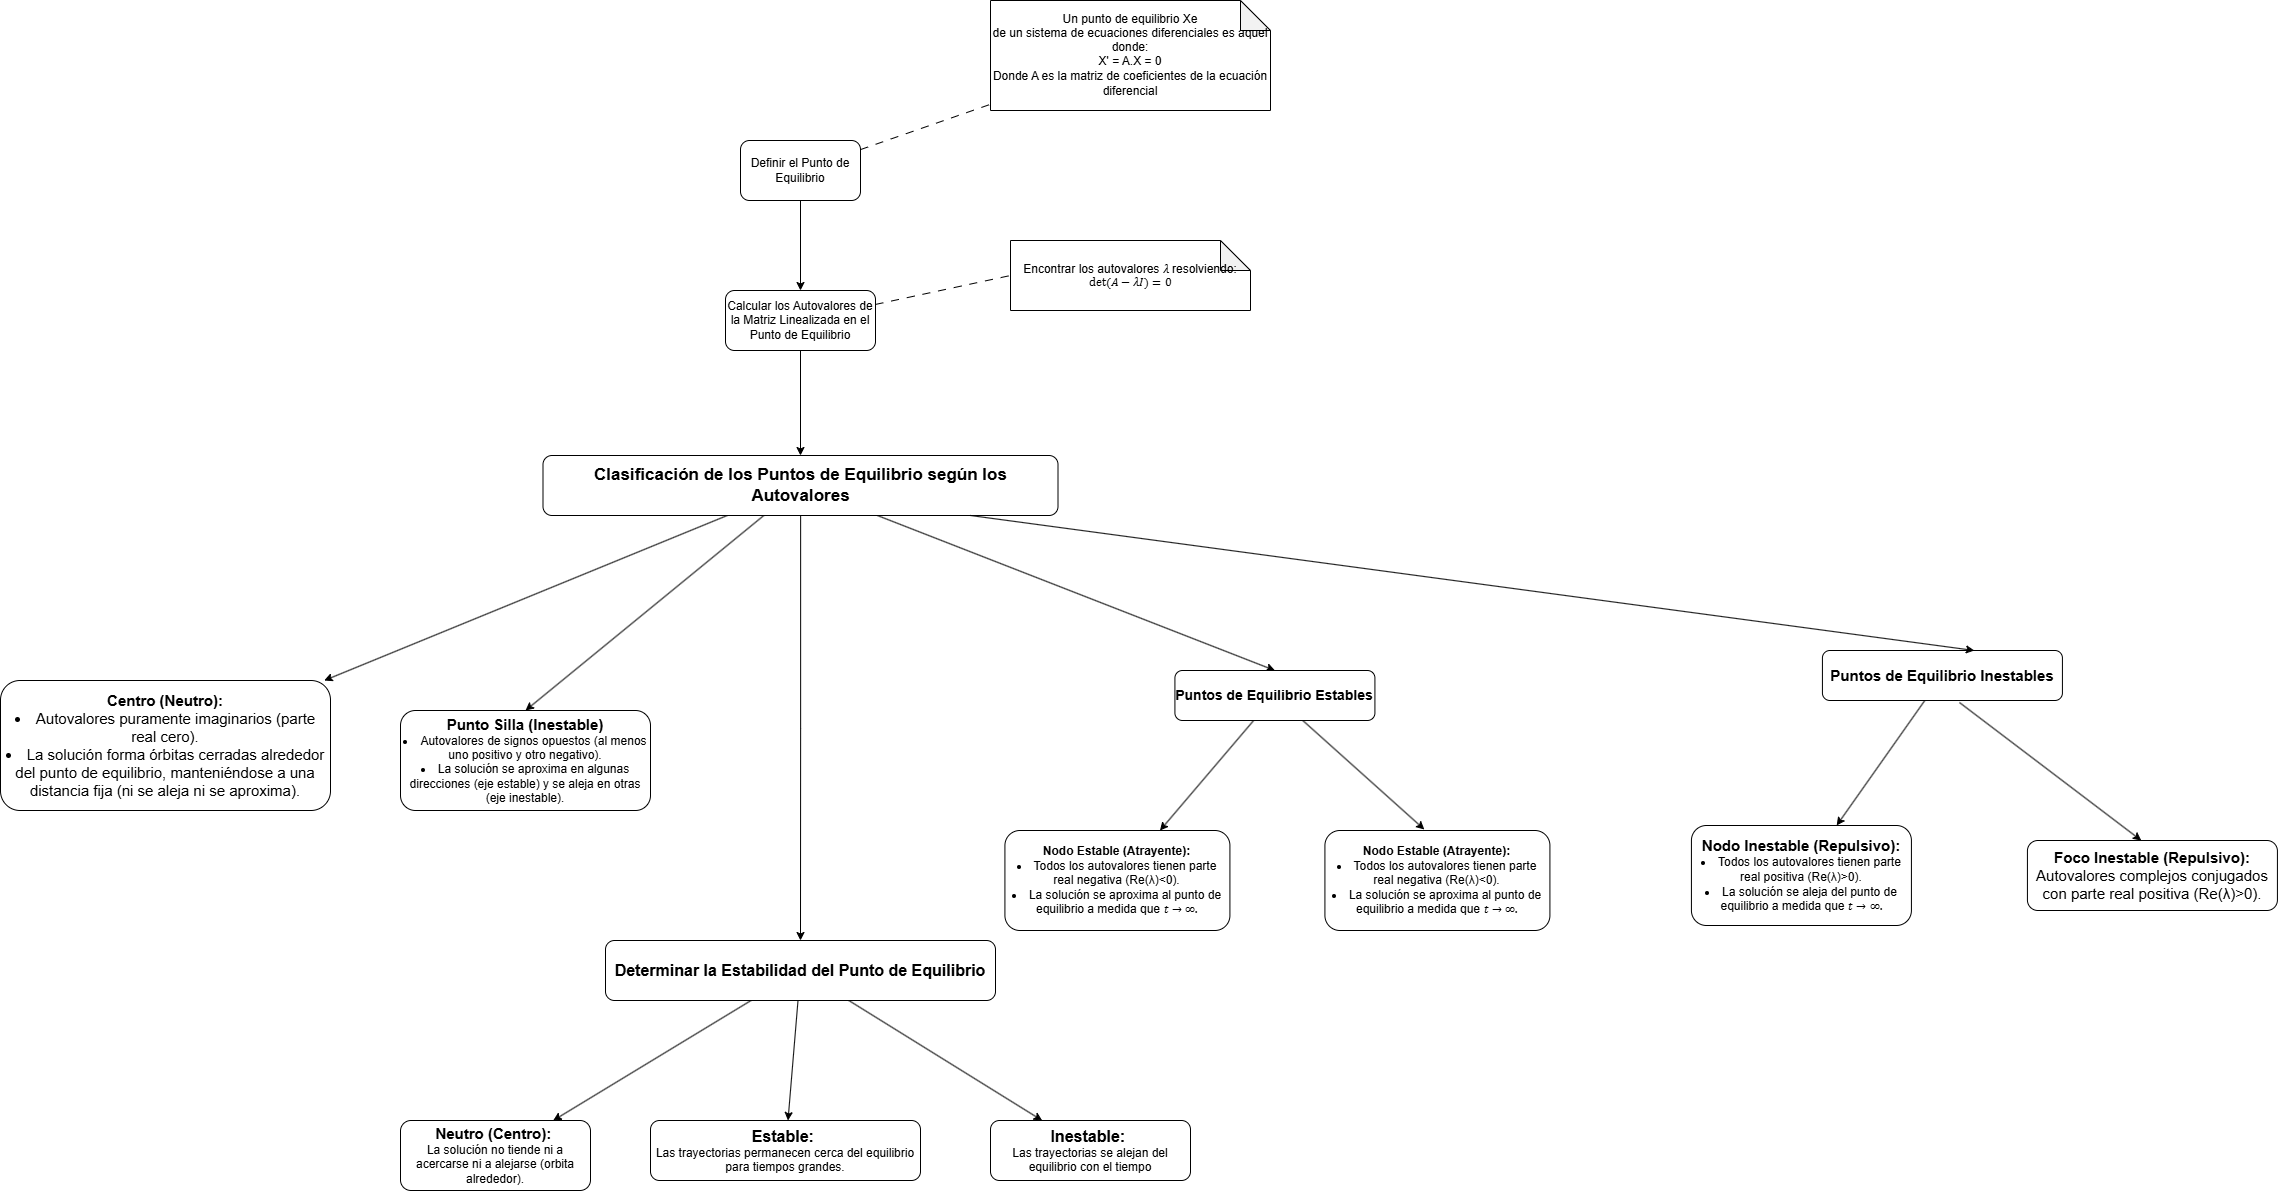 Un punto de equilibrio Xe
de un sistema de ecuaciones diferenciales es aquel
donde:
X' = A.X = 0
Donde A es la matriz de coeficientes de la ecuación
diferencial
Definir el Punto de
Equilibrio
Encontrar los autovalores λ resolviendo:
det(A − λI) = 0
Calcular los Autovalores de
la Matriz Linealizada en el
Punto de Equilibrio
Clasificación de los Puntos de Equilibrio según los
Autovalores
Centro (Neutro):
• Autovalores puramente imaginarios (parte
real cero).
• La solución forma órbitas cerradas alrededor
del punto de equilibrio, manteniéndose a una
distancia fija (ni se aleja ni se aproxima).
Punto Silla (Inestable)
• Autovalores de signos opuestos (al menos
uno positivo y otro negativo).
• La solución se aproxima en algunas
direcciones (eje estable) y se aleja en otras
(eje inestable).
Puntos de Equilibrio Estables
Puntos de Equilibrio Inestables
Nodo Estable (Atrayente):
• Todos los autovalores tienen parte
real negativa (Re(λ)<0).
• La solución se aproxima al punto de
equilibrio a medida que t → ∞.
Nodo Estable (Atrayente):
• Todos los autovalores tienen parte
real negativa (Re(λ)<0).
• La solución se aproxima al punto de
equilibrio a medida que t → ∞.
Nodo Inestable (Repulsivo):
• Todos los autovalores tienen parte
real positiva (Re(λ)>0).
• La solución se aleja del punto de
equilibrio a medida que t → ∞.
Foco Inestable (Repulsivo):
Autovalores complejos conjugados
con parte real positiva (Re(λ)>0).
Determinar la Estabilidad del Punto de Equilibrio
Neutro (Centro):
La solución no tiende ni a
acercarse ni a alejarse (orbita
alrededor).
Estable:
Las trayectorias permanecen cerca del equilibrio
para tiempos grandes.
Inestable:
Las trayectorias se alejan del
equilibrio con el tiempo